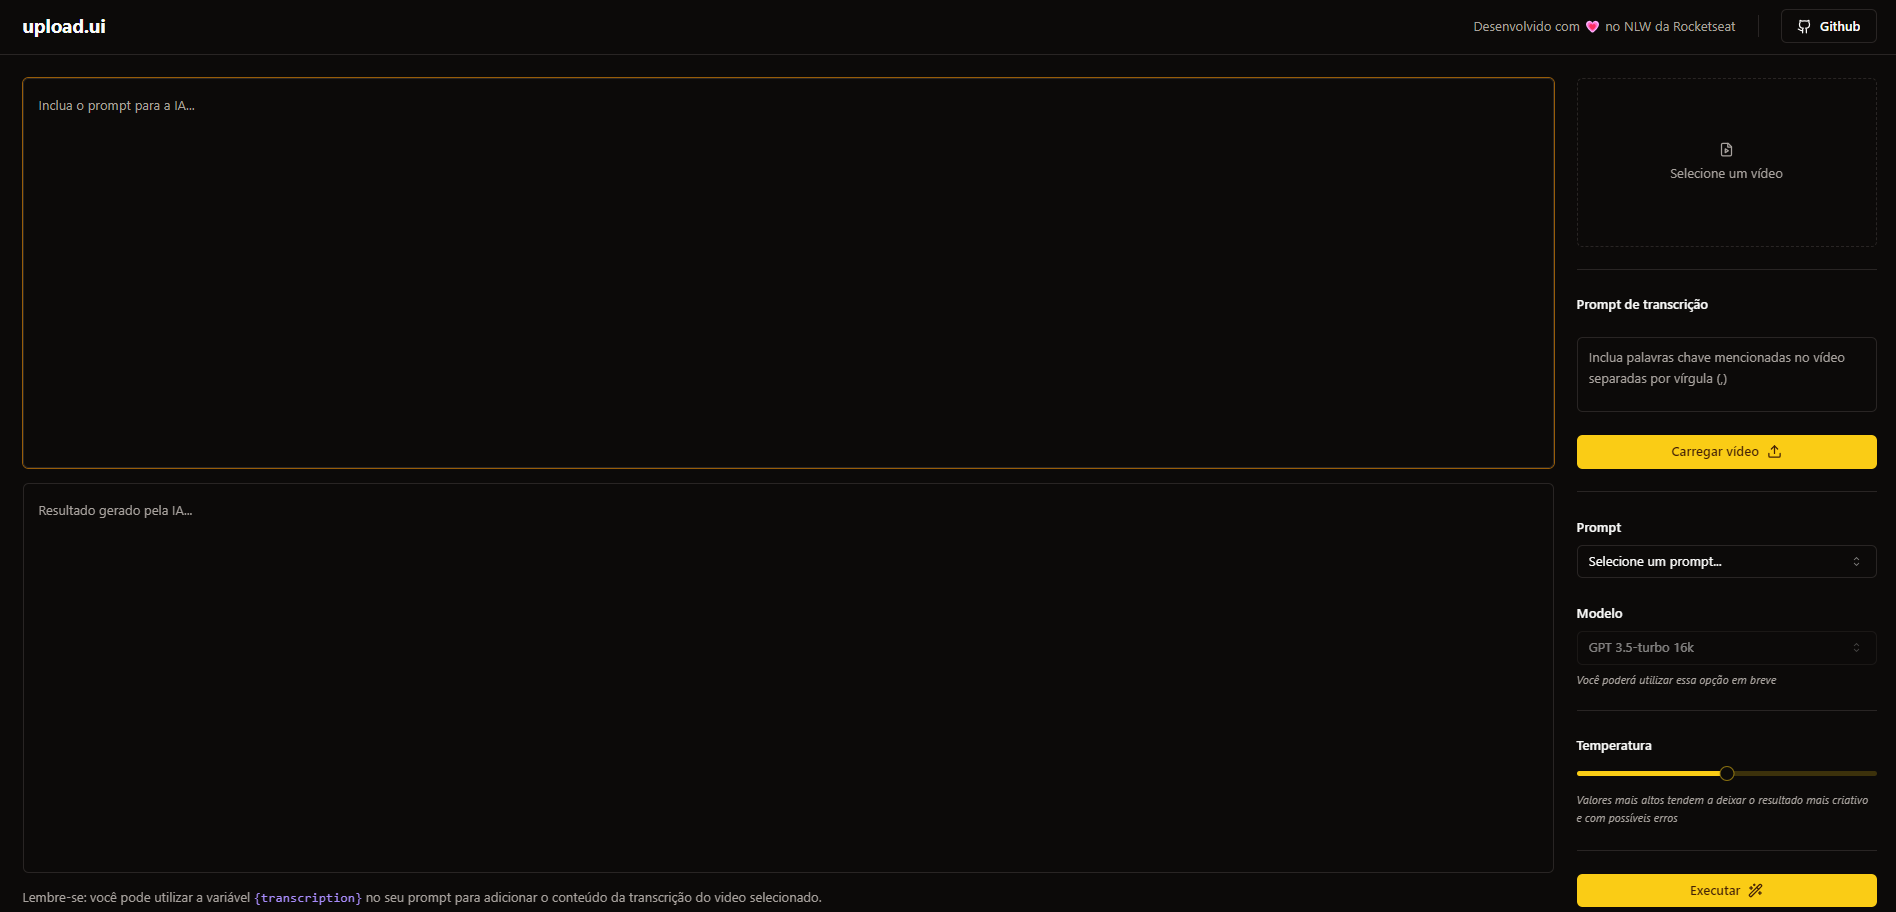 upload.ui
Desenvolvido com 💗 no NLW da Rocketseat
Github
Inclua o prompt para a IA...
Resultado gerado pela IA...
Lembre-se: você pode utilizar a variável {transcription} no seu prompt para adicionar o conteúdo da transcrição do video selecionado.
Selecione um vídeo
Prompt de transcrição
Inclua palavras chave mencionadas no vídeo
separadas por vírgula (,)
Carregar vídeo
Prompt
Selecione um prompt...
Modelo
GPT 3.5-turbo 16k
Você poderá utilizar essa opção em breve
Temperatura
Valores mais altos tendem a deixar o resultado mais criativo
e com possíveis erros
Executar